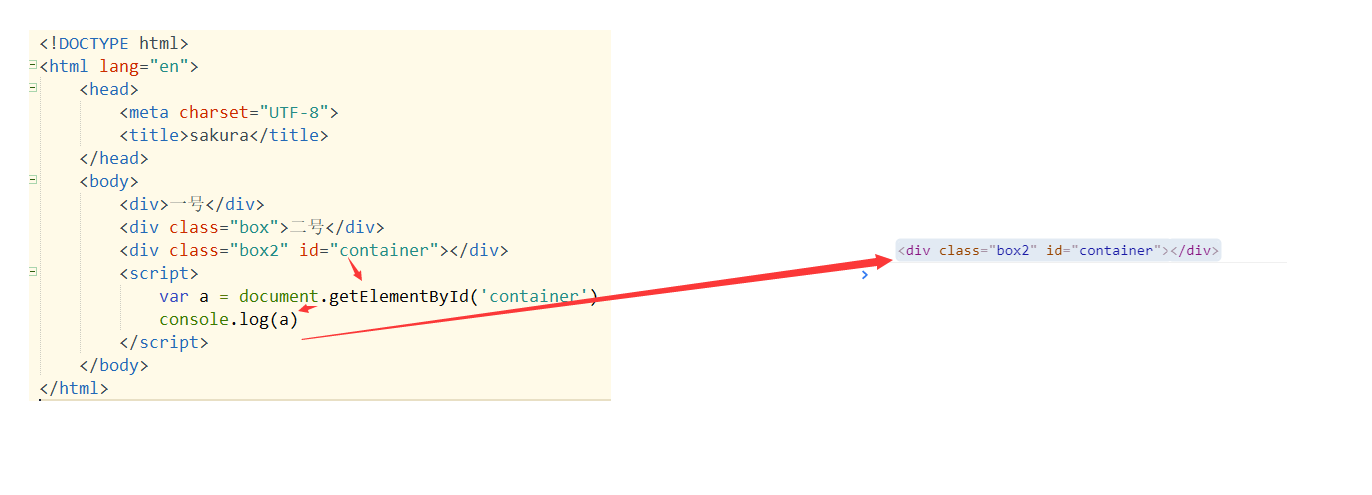 <!DOCTYPE html>
<html lang="en">
<head>
<meta charset="UTF-8">
<title>sakura</title>
</head>
<body>
<div>一号</div>
<div class="box">二号</div>
<div class="box2" id="container"></div>
<script>
var a = document.getElementById('container')
console.log(a)
</script>
</body>
</html>
<div class="box2" id="container"></div>
>